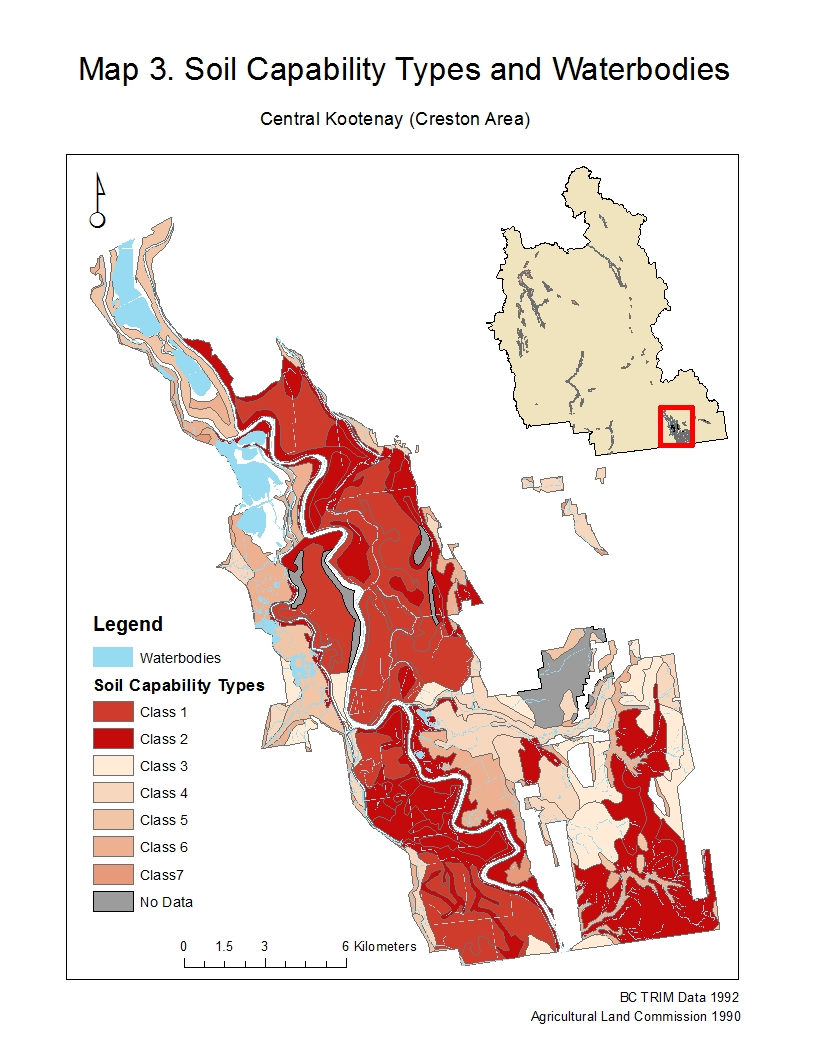 Map 3. Soil Capability Types and Waterbodies
Central Kootenay (Creston Area)
Legend
Waterbodies
Soil Capability Types
Class 1
Class 2
Class 3
Class 4
Class 5
Class 6
Class7
No Data
0 1.5 3 6 Kilometers
BC TRIM Data 1992
Agricultural Land Commission 1990